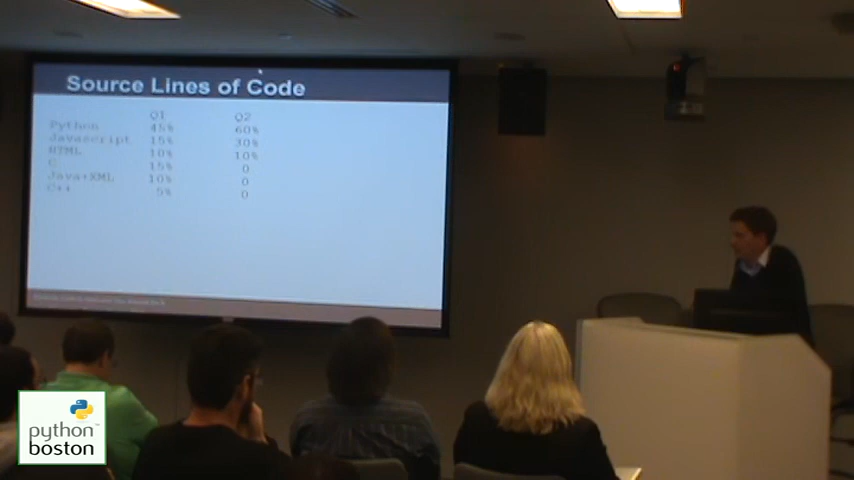 Source Lines of Code
Q1 Q2
Python 45% 60%
Javascript 15% 30%
HTML 10% 10%
C 15% 0
Java+XML 10% 0
C++ 5% 0
python™
boston